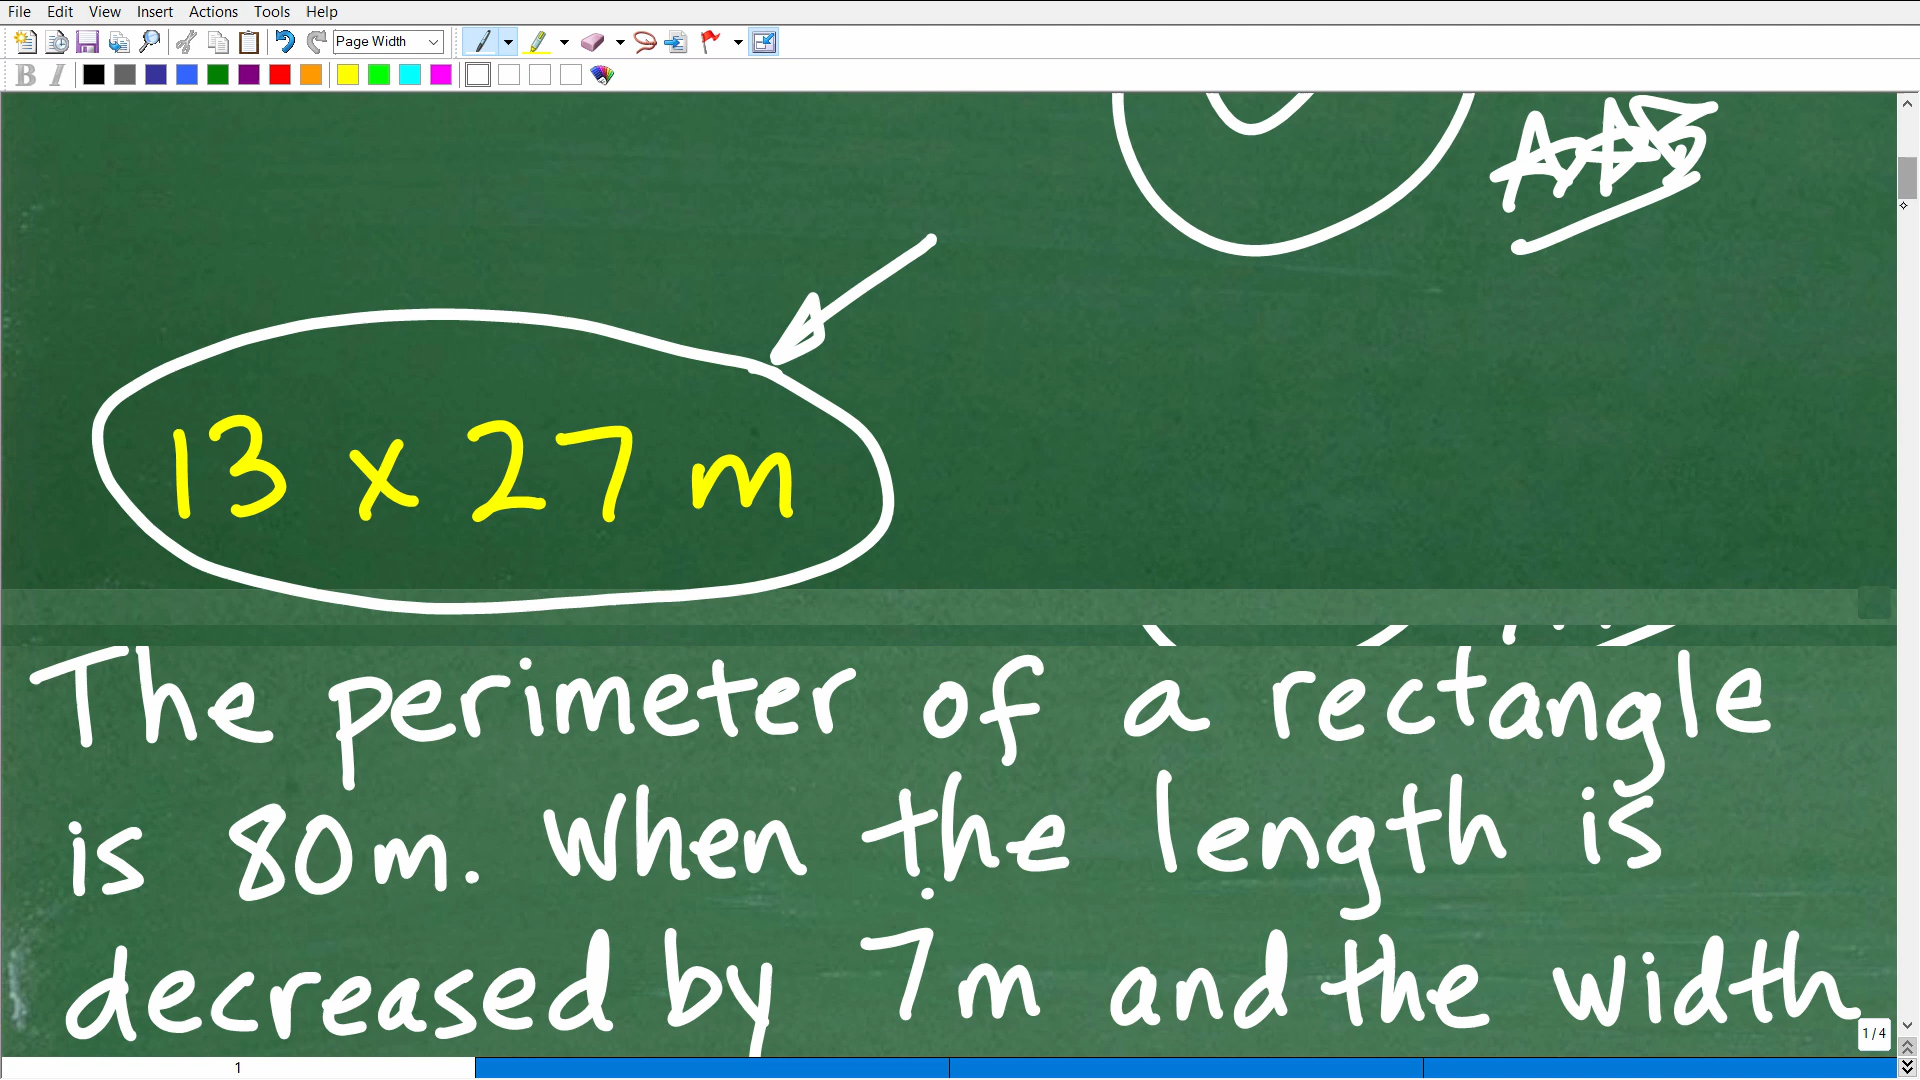 File Edit View Insert Actions Tools Help
Page Width
B I
13 x 27 m
The perimeter of a rectangle
is 80m. When the length is
decreased by 7m and the width
1 / 4
1